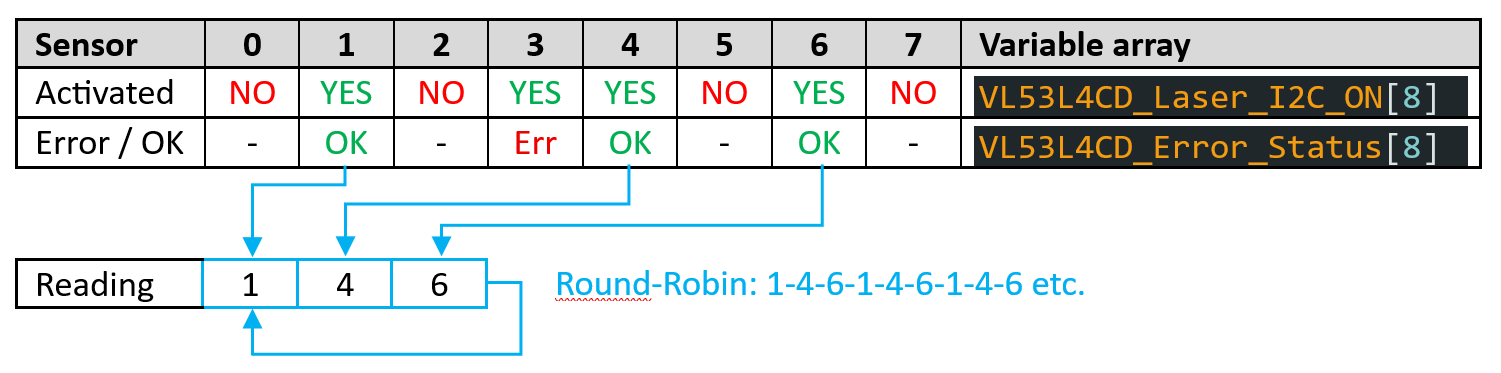 Sensor 0 1 2 3 4 5 6 7 Variable array
Activated NO YES NO YES YES NO YES NO VL53L4CD_Laser_I2C_ON[8]
Error / OK - OK - Err OK - OK - VL53L4CD_Error_Status[8]
Reading 1 4 6 Round-Robin: 1-4-6-1-4-6-1-4-6 etc.